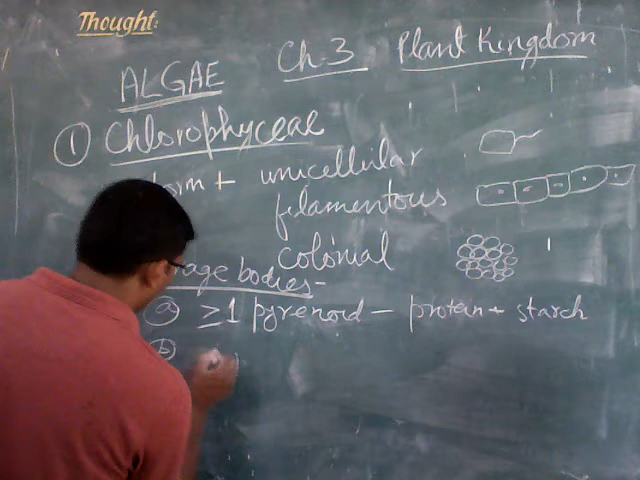 Thought:
Ch.3 Plant Kingdom
ALGAE
① Chlorophyceae
unicellular
filamentous
colonial
age bodies-
(a) ≥1 pyrenoid - protein + starch
(b)